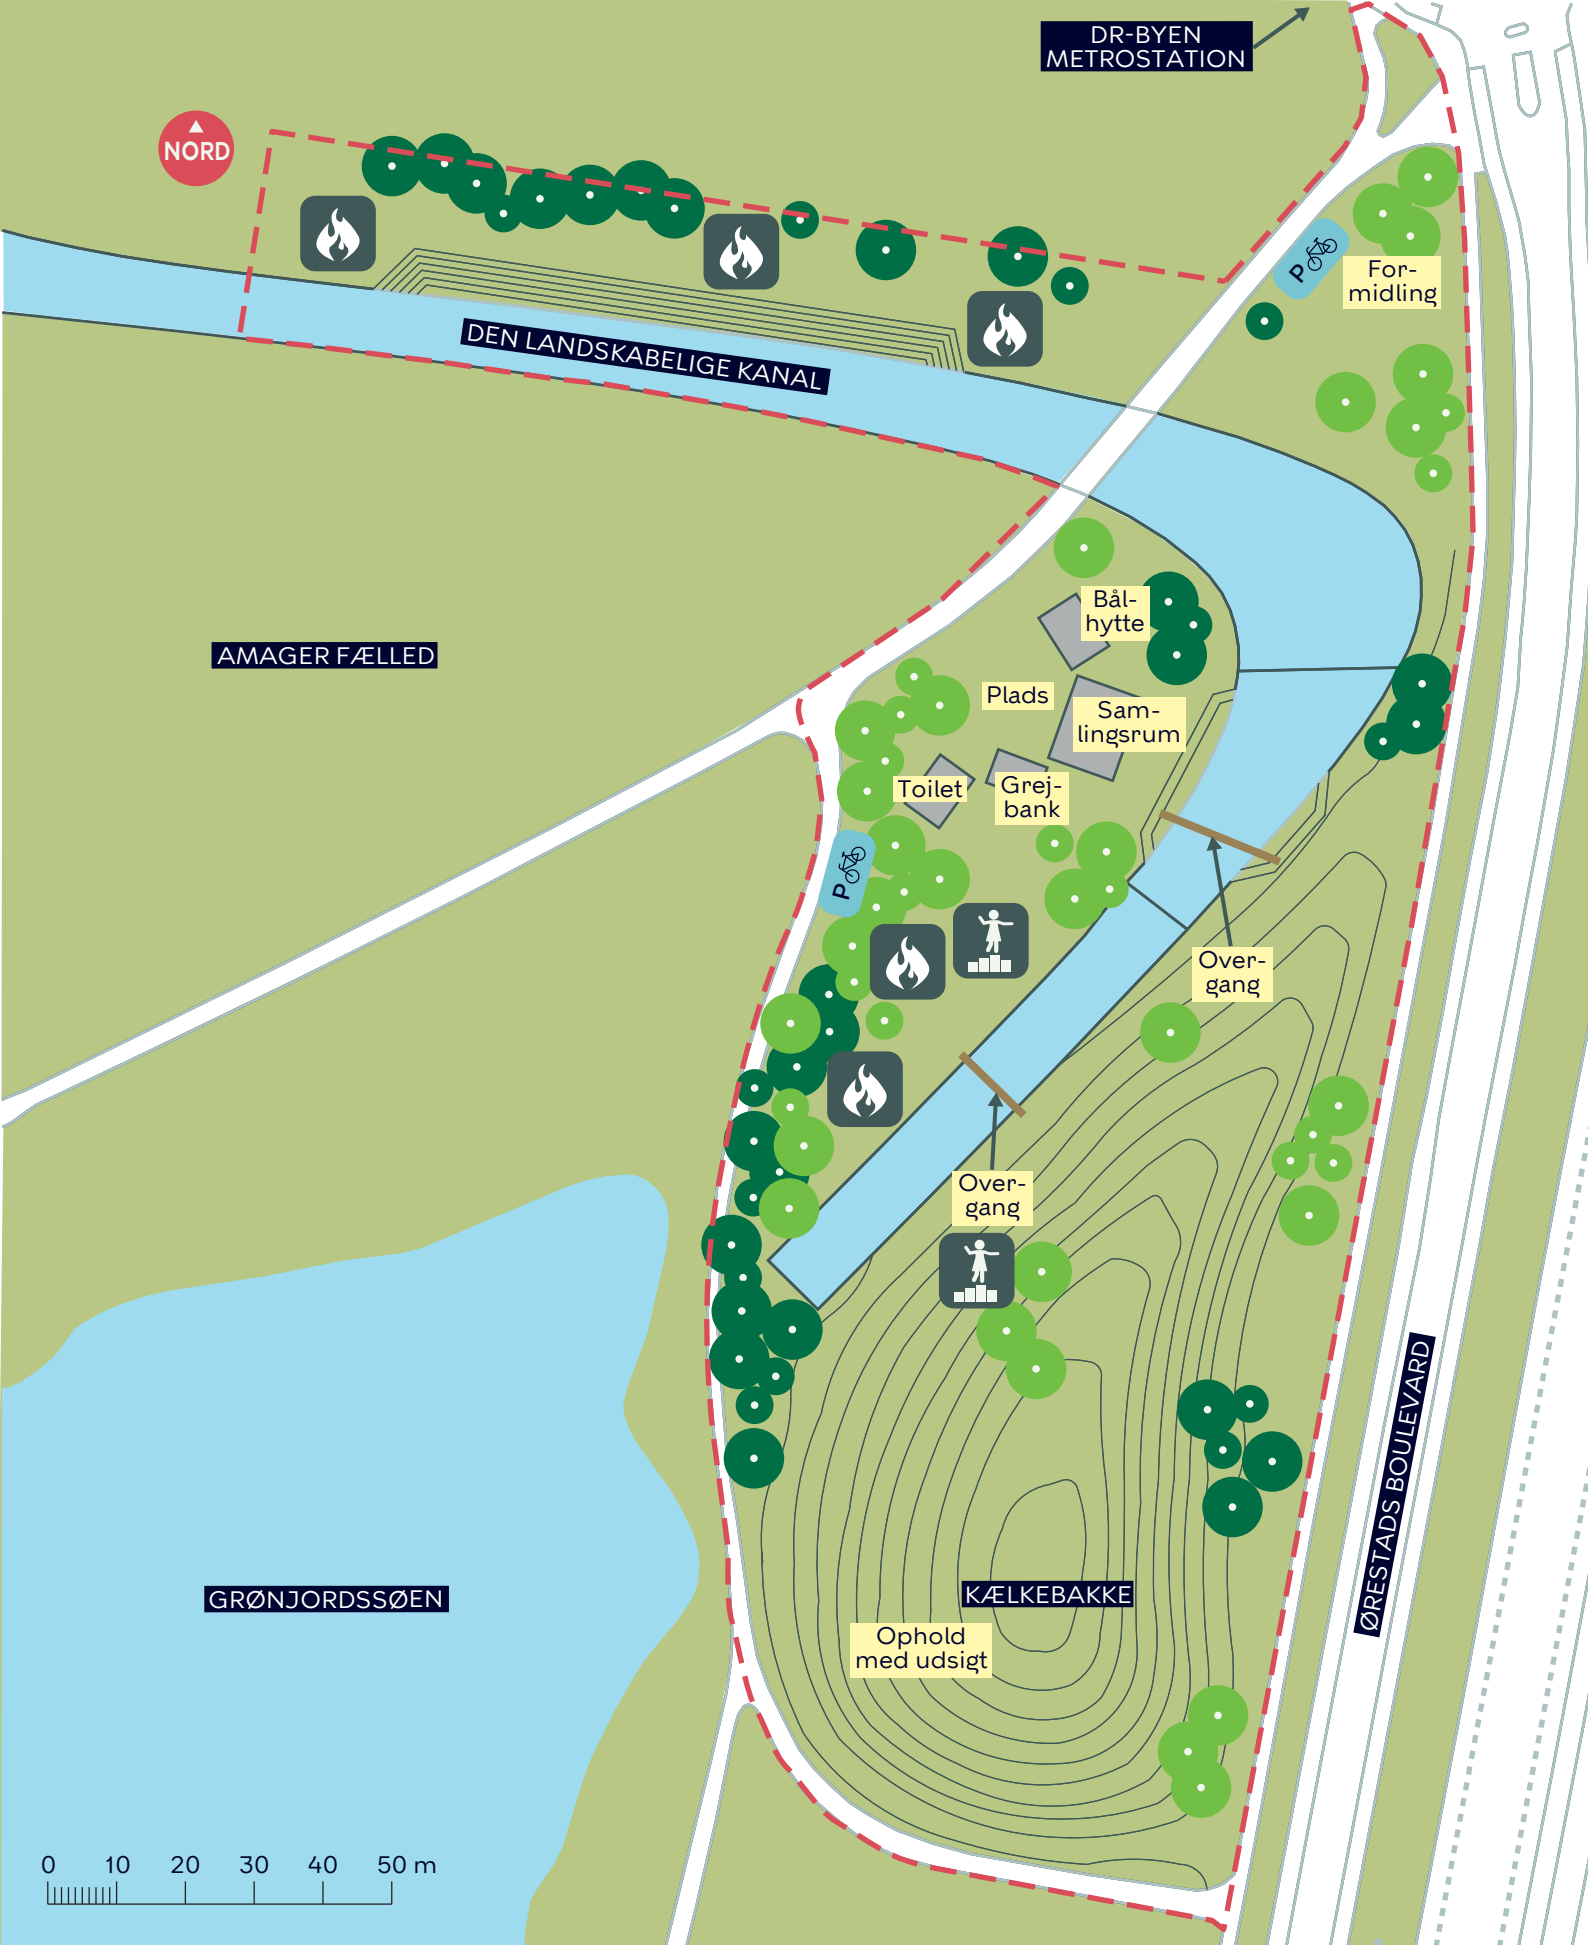 DR-BYEN
METROSTATION
NORD
P
For-
midling
DEN LANDSKABELIGE KANAL
Bål-
hytte
AMAGER FÆLLED
Plads
Sam-
lingsrum
Toilet
Grej-
bank
P
Over-
gang
Over-
gang
ØRESTADS BOULEVARD
KÆLKEBAKKE
GRØNJORDSSØEN
Ophold
med udsigt
0 10 20 30 40 50 m